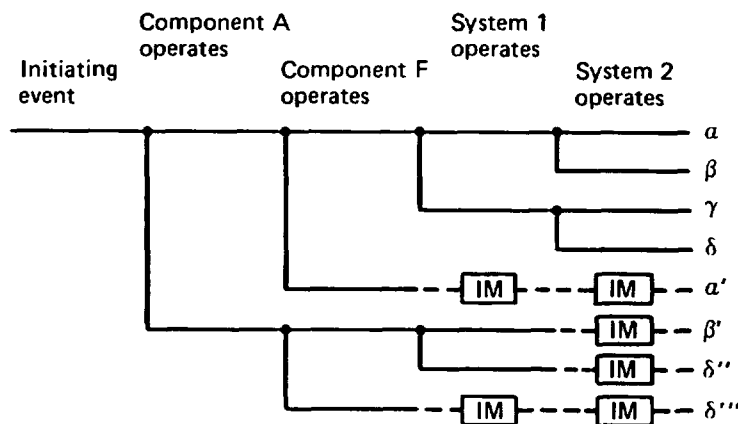 Component A
operates
System 1
operates
Initiating
event
Component F
operates
System 2
operates
α
β
γ
δ
IM IM α'
IM β'
IM δ''
IM IM δ'''